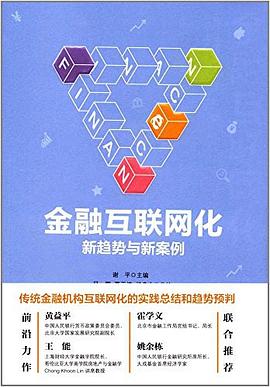 FINANCE
金融互联网化
新趋势与新案例
谢 平 主编
传统金融机构互联网化的实践总结和趋势预判
前沿力作
黄益平
中国人民银行货币政策委员会委员、
北京大学国家发展研究院副院长
霍学文
北京市金融工作局党组书记、局长
王 能
上海财经大学金融学院院长、
哥伦比亚大学商学院房地产与金融学
Chong Khoon Lin 讲席教授
姚余栋
中国人民银行金融研究所所长、
大成基金首席经济学家
联合推荐